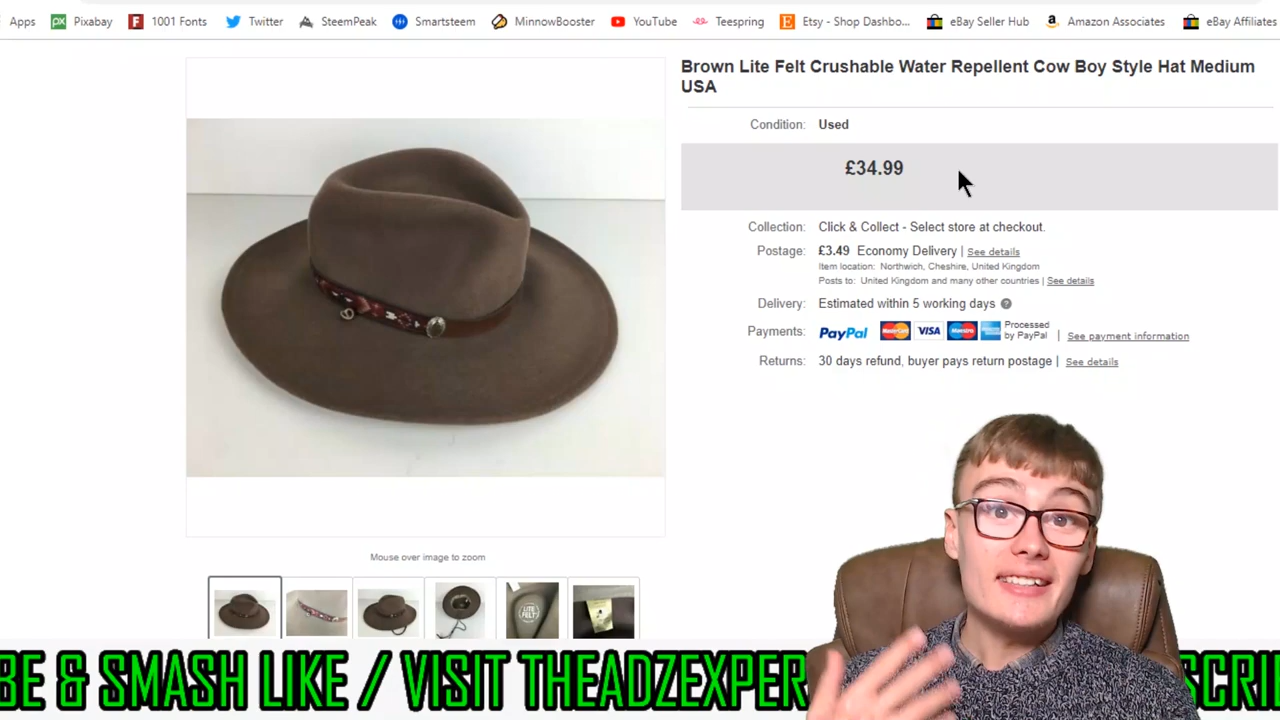 Apps
Pixabay
1001 Fonts
Twitter
SteemPeak
Smartsteem
MinnowBooster
YouTube
Teespring
Etsy - Shop Dashbo...
eBay Seller Hub
Amazon Associates
eBay Affiliates
Brown Lite Felt Crushable Water Repellent Cow Boy Style Hat Medium
USA
Condition: Used
£34.99
Collection: Click & Collect - Select store at checkout.
Postage: £3.49 Economy Delivery | See details
Item location: Northwich, Cheshire, United Kingdom
Posts to: United Kingdom and many other countries | See details
Delivery: Estimated within 5 working days
Payments: PayPal MasterCard VISA Maestro Processed
by PayPal | See payment information
Returns: 30 days refund, buyer pays return postage | See details
Mouse over image to zoom
LITE
FELT
BE & SMASH LIKE / VISIT THEADZEXPER SCRI